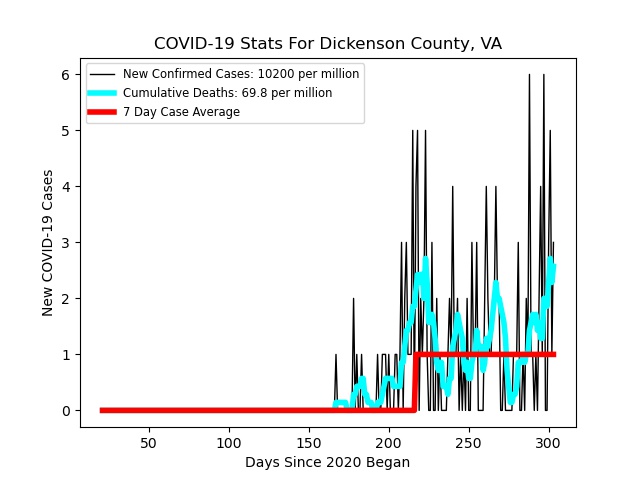 COVID-19 Stats For Dickenson County, VA
New Confirmed Cases: 10200 per million
Cumulative Deaths: 69.8 per million
7 Day Case Average
New COVID-19 Cases
6
5
4
3
2
1
0
50 100 150 200 250 300
Days Since 2020 Began